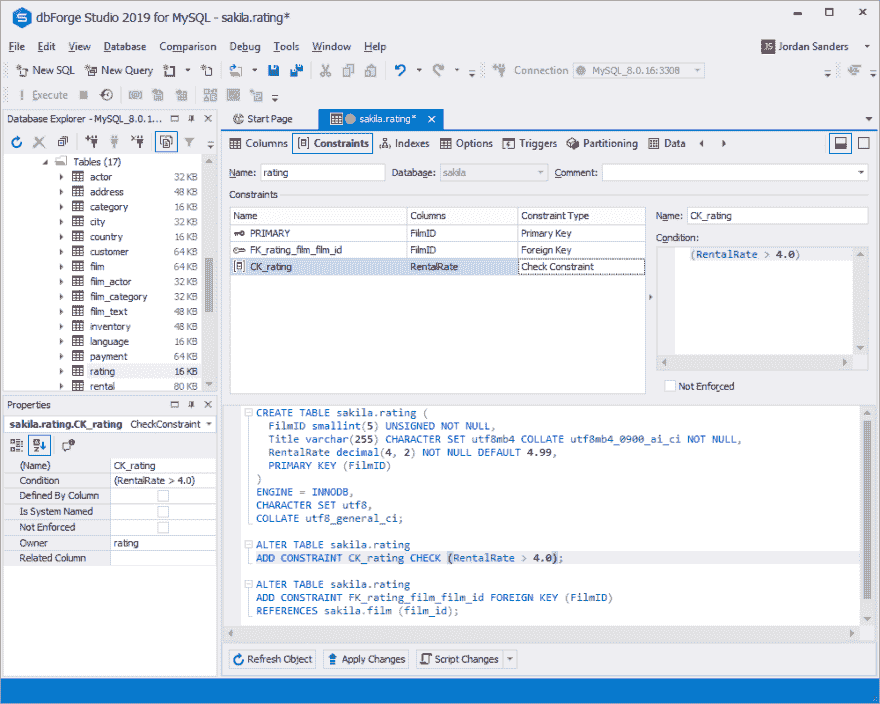 dbForge Studio 2019 for MySQL - sakila.rating*
File Edit View Database Comparison Debug Tools Window Help
JS Jordan Sanders
New SQL New Query Connection MySQL_8.0.16:3308
Execute
Database Explorer - MySQL_8.0.1...
Tables (17)
actor 32 KB
address 48 KB
category 16 KB
city 32 KB
country 16 KB
customer 64 KB
film 64 KB
film_actor 32 KB
film_category 32 KB
film_text 48 KB
inventory 48 KB
language 16 KB
payment 64 KB
rating 16 KB
rental 80 KB
Properties
sakila.rating.CK_rating CheckConstraint
(Name) CK_rating
Condition (RentalRate > 4.0)
Defined By Column
Is System Named
Not Enforced
Owner rating
Related Column
Start Page sakila.rating*
Columns Constraints Indexes Options Triggers Partitioning Data
Name: rating Database: sakila Comment:
Constraints
Name Columns Constraint Type
PRIMARY FilmID Primary Key
FK_rating_film_film_id FilmID Foreign Key
CK_rating RentalRate Check Constraint
Name: CK_rating
Condition:
(RentalRate > 4.0)
Not Enforced
CREATE TABLE sakila.rating (
FilmID smallint(5) UNSIGNED NOT NULL,
Title varchar(255) CHARACTER SET utf8mb4 COLLATE utf8mb4_0900_ai_ci NOT NULL,
RentalRate decimal(4, 2) NOT NULL DEFAULT 4.99,
PRIMARY KEY (FilmID)
)
ENGINE = INNODB,
CHARACTER SET utf8,
COLLATE utf8_general_ci;
ALTER TABLE sakila.rating
ADD CONSTRAINT CK_rating CHECK (RentalRate > 4.0);
ALTER TABLE sakila.rating
ADD CONSTRAINT FK_rating_film_film_id FOREIGN KEY (FilmID)
REFERENCES sakila.film (film_id);
Refresh Object Apply Changes Script Changes